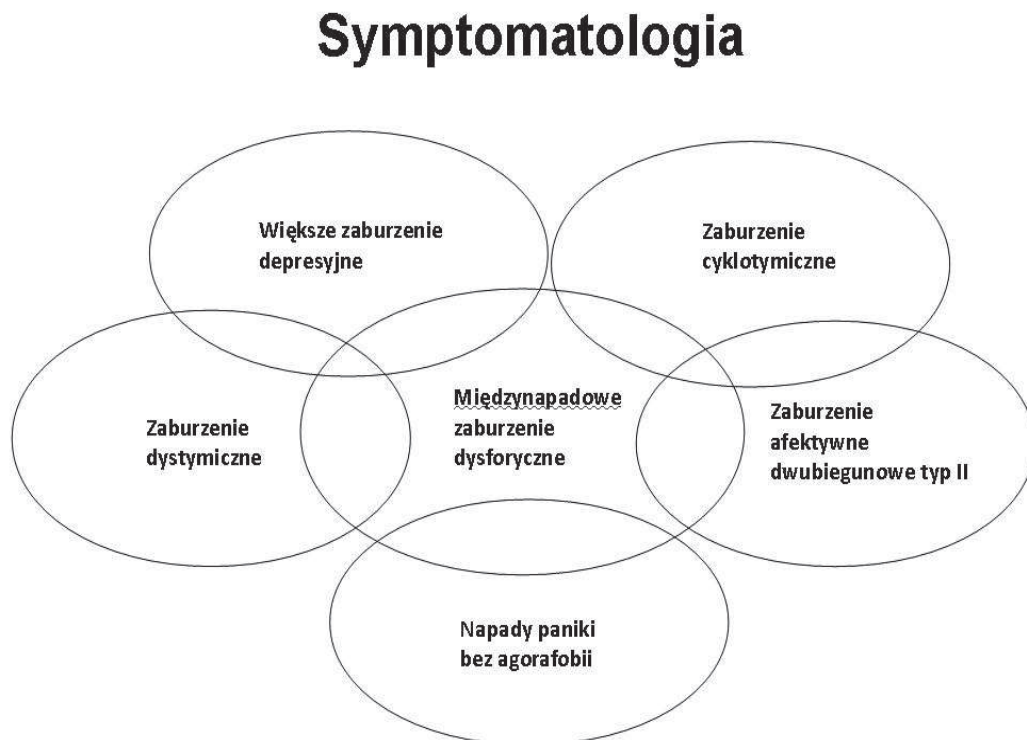 Symptomatologia
Większe zaburzenie
depresyjne
Zaburzenie
cyklotymiczne
Zaburzenie
dystymiczne
Międzynapadowe
zaburzenie
dysforyczne
Zaburzenie
afektywne
dwubiegunowe typ II
Napady paniki
bez agorafobii